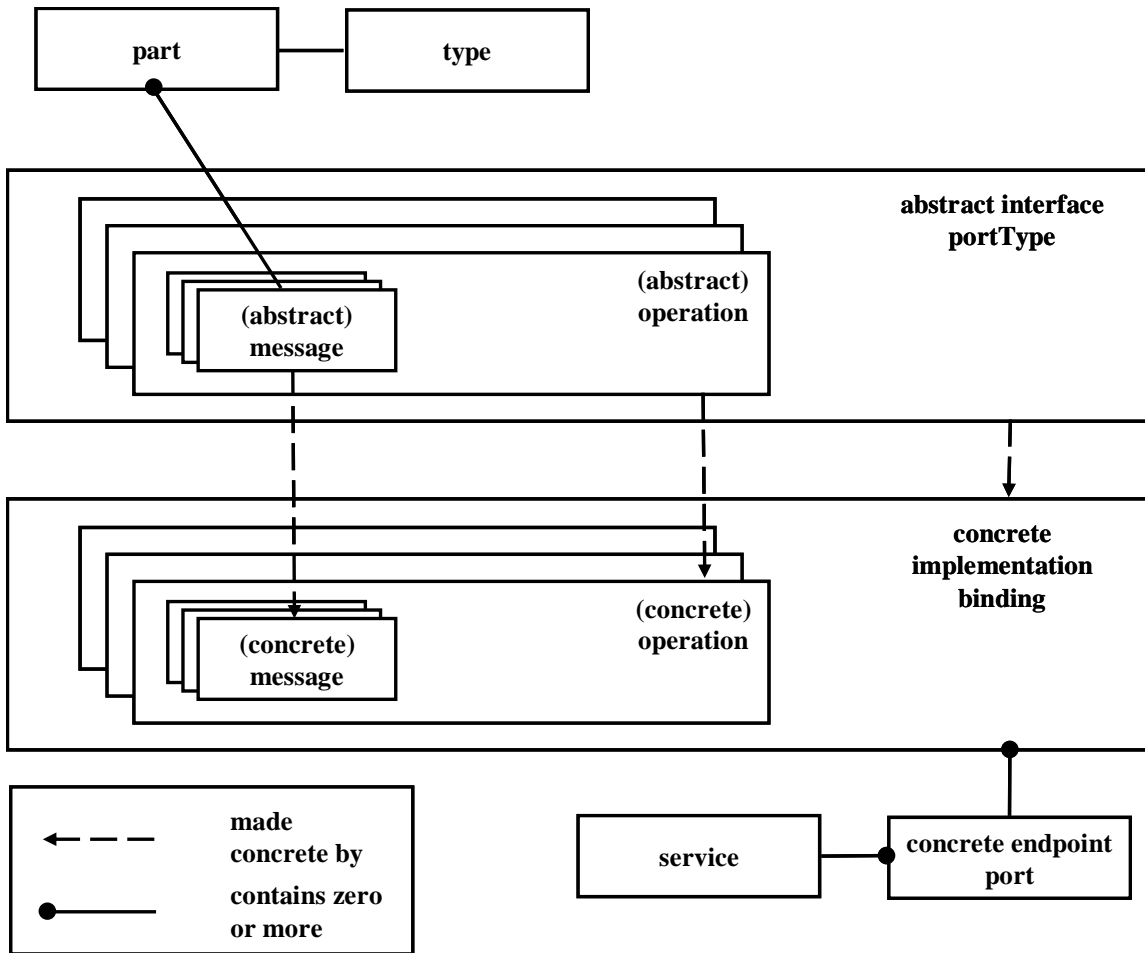 part
type
abstract interface
portType
(abstract)
operation
(abstract)
message
concrete
implementation
binding
(concrete)
operation
(concrete)
message
made
concrete by
contains zero
or more
service
concrete endpoint
port